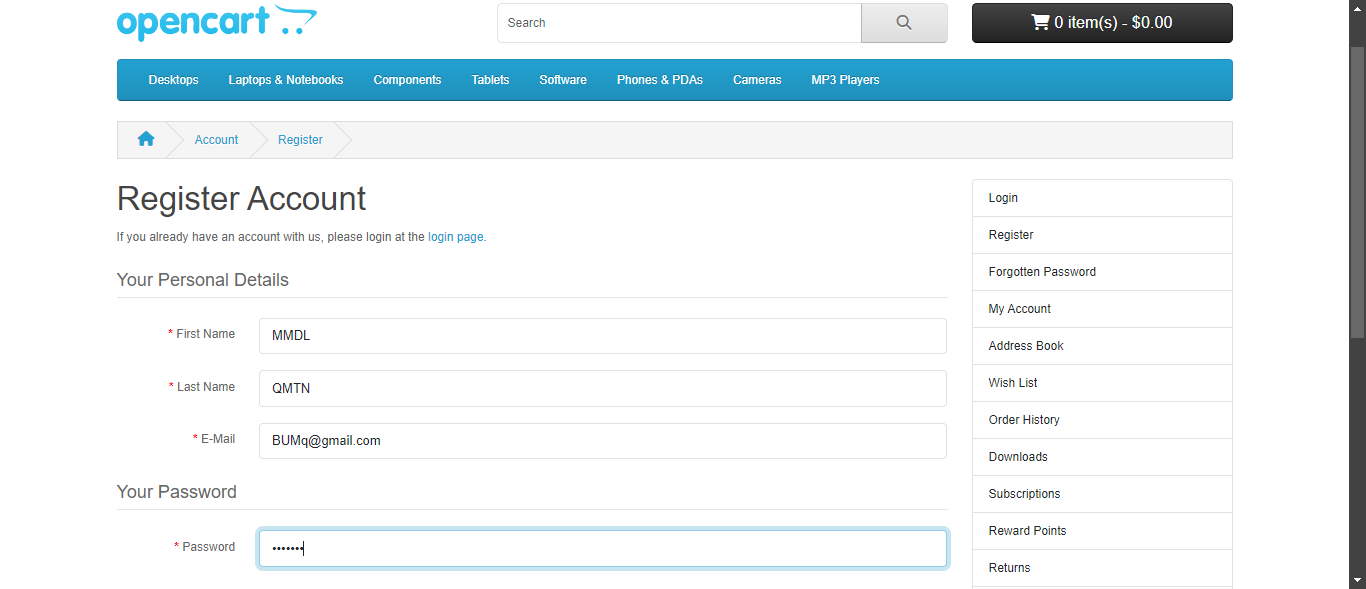 opencart
Search
0 item(s) - $0.00
Desktops Laptops & Notebooks Components Tablets Software Phones & PDAs Cameras MP3 Players
Account Register
Register Account
If you already have an account with us, please login at the login page.
Your Personal Details
* First Name MMDL
* Last Name QMTN
* E-Mail BUMq@gmail.com
Your Password
* Password •••••••
Login
Register
Forgotten Password
My Account
Address Book
Wish List
Order History
Downloads
Subscriptions
Reward Points
Returns